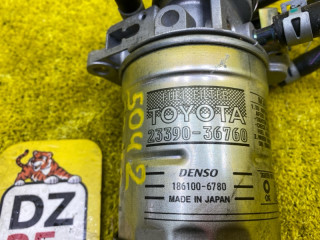 TOYOTA
23390-36760
DENSO
186100-6780
MADE IN JAPAN
5042
DZ